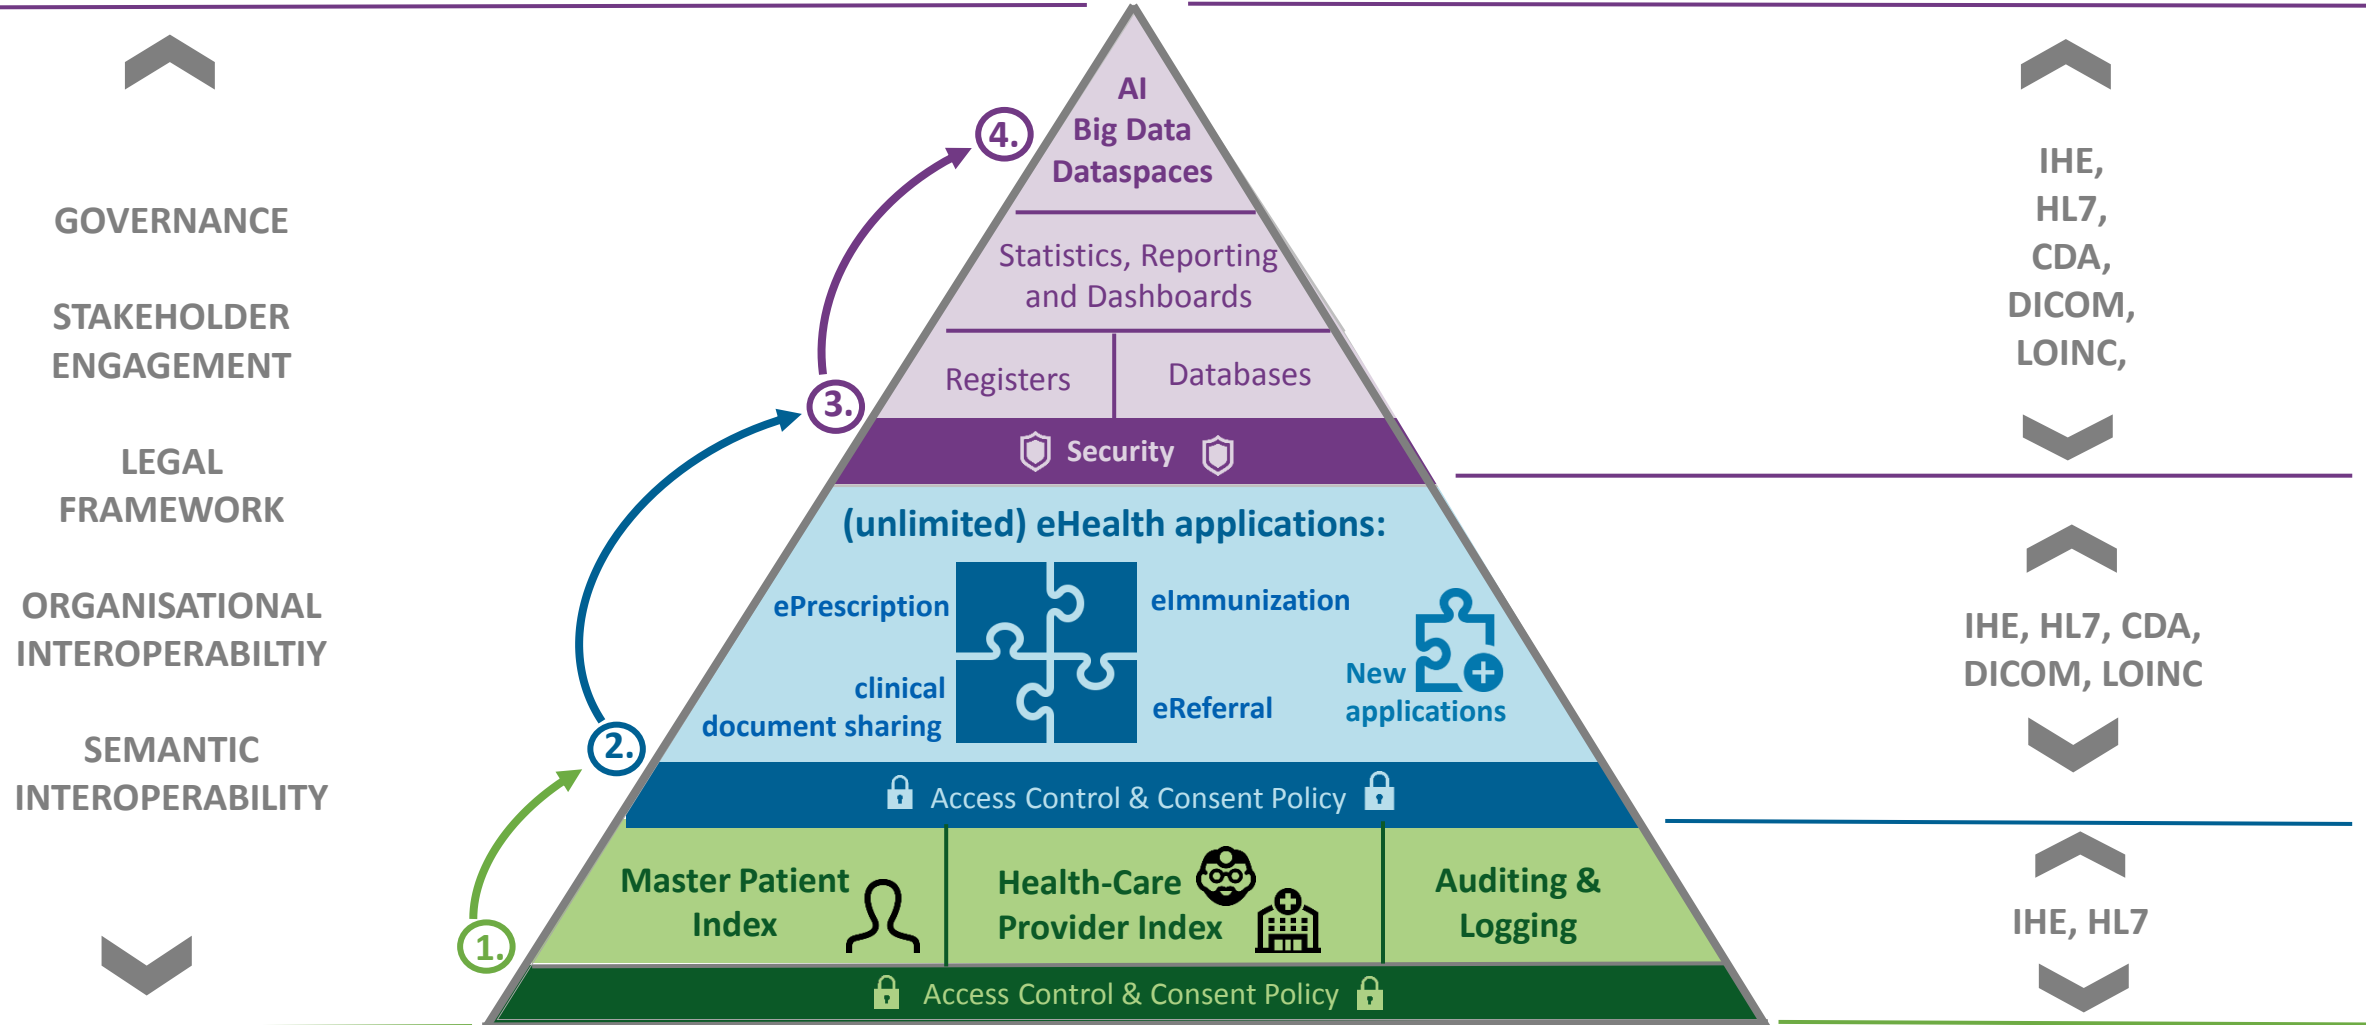 GOVERNANCE
STAKEHOLDER
ENGAGEMENT
LEGAL
FRAMEWORK
ORGANISATIONAL
INTEROPERABILTIY
SEMANTIC
INTEROPERABILITY
4.
3.
2.
1.
AI
Big Data
Dataspaces
Statistics, Reporting
and Dashboards
Registers
Databases
Security
(unlimited) eHealth applications:
ePrescription
eImmunization
clinical
document sharing
eReferral
New
applications
Access Control & Consent Policy
Master Patient
Index
Health-Care
Provider Index
Auditing &
Logging
Access Control & Consent Policy
IHE,
HL7,
CDA,
DICOM,
LOINC,
IHE, HL7, CDA,
DICOM, LOINC
IHE, HL7